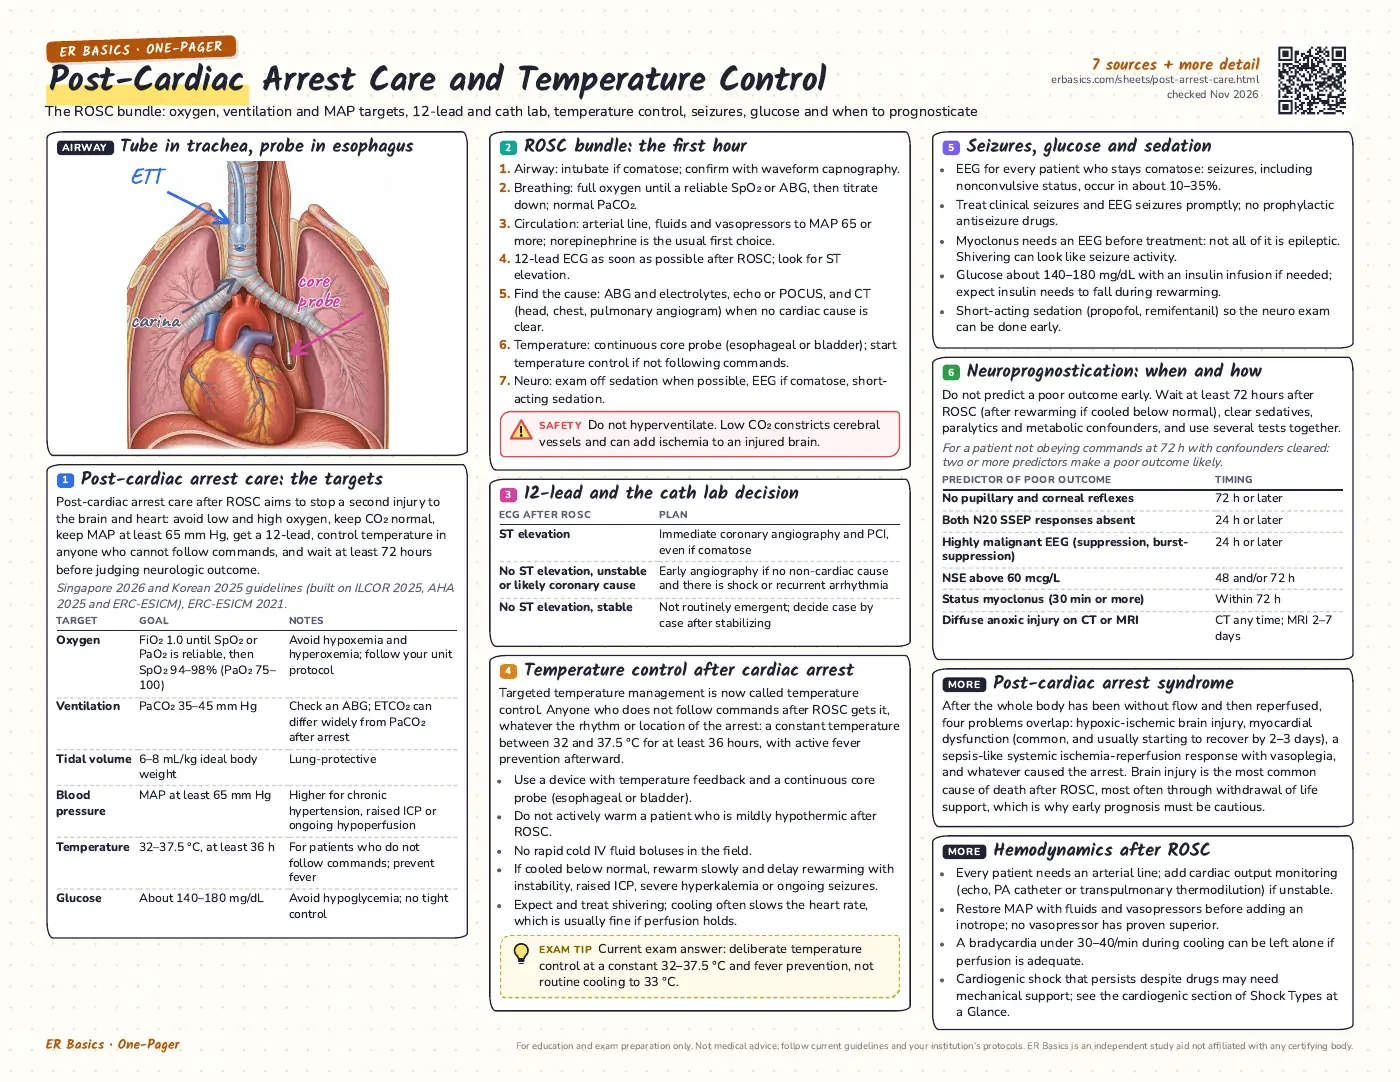 ER BASICS · ONE-PAGER
Post-Cardiac Arrest Care and Temperature Control
The ROSC bundle: oxygen, ventilation and MAP targets, 12-lead and cath lab, temperature control, seizures, glucose and when to prognosticate
7 sources + more detail
erbasics.com/sheets/post-arrest-care.html
checked Nov 2026
AIRWAY Tube in trachea, probe in esophagus
ETT
core
probe
carina
1 Post-cardiac arrest care: the targets
Post-cardiac arrest care after ROSC aims to stop a second injury to
the brain and heart: avoid low and high oxygen, keep CO₂ normal,
keep MAP at least 65 mm Hg, get a 12-lead, control temperature in
anyone who cannot follow commands, and wait at least 72 hours
before judging neurologic outcome.
Singapore 2026 and Korean 2025 guidelines (built on ILCOR 2025, AHA
2025 and ERC-ESICM), ERC-ESICM 2021.
TARGET GOAL NOTES
Oxygen FiO₂ 1.0 until SpO₂ or Avoid hypoxemia and
PaO₂ is reliable, then hyperoxemia; follow your unit
SpO₂ 94–98% (PaO₂ 75– protocol
100)
Ventilation PaCO₂ 35–45 mm Hg Check an ABG; ETCO₂ can
differ widely from PaCO₂
after arrest
Tidal volume 6–8 mL/kg ideal body Lung-protective
weight
Blood MAP at least 65 mm Hg Higher for chronic
pressure hypertension, raised ICP or
ongoing hypoperfusion
Temperature 32–37.5 °C, at least 36 h For patients who do not
follow commands; prevent
fever
Glucose About 140–180 mg/dL Avoid hypoglycemia; no tight
control
2 ROSC bundle: the first hour
1. Airway: intubate if comatose; confirm with waveform capnography.
2. Breathing: full oxygen until a reliable SpO₂ or ABG, then titrate
down; normal PaCO₂.
3. Circulation: arterial line, fluids and vasopressors to MAP 65 or
more; norepinephrine is the usual first choice.
4. 12-lead ECG as soon as possible after ROSC; look for ST
elevation.
5. Find the cause: ABG and electrolytes, echo or POCUS, and CT
(head, chest, pulmonary angiogram) when no cardiac cause is
clear.
6. Temperature: continuous core probe (esophageal or bladder); start
temperature control if not following commands.
7. Neuro: exam off sedation when possible, EEG if comatose, short-
acting sedation.
SAFETY Do not hyperventilate. Low CO₂ constricts cerebral
vessels and can add ischemia to an injured brain.
3 12-lead and the cath lab decision
ECG AFTER ROSC PLAN
ST elevation Immediate coronary angiography and PCI,
even if comatose
No ST elevation, unstable Early angiography if no non-cardiac cause
or likely coronary cause and there is shock or recurrent arrhythmia
No ST elevation, stable Not routinely emergent; decide case by
case after stabilizing
4 Temperature control after cardiac arrest
Targeted temperature management is now called temperature
control. Anyone who does not follow commands after ROSC gets it,
whatever the rhythm or location of the arrest: a constant temperature
between 32 and 37.5 °C for at least 36 hours, with active fever
prevention afterward.
• Use a device with temperature feedback and a continuous core
probe (esophageal or bladder).
• Do not actively warm a patient who is mildly hypothermic after
ROSC.
• No rapid cold IV fluid boluses in the field.
• If cooled below normal, rewarm slowly and delay rewarming with
instability, raised ICP, severe hyperkalemia or ongoing seizures.
• Expect and treat shivering; cooling often slows the heart rate,
which is usually fine if perfusion holds.
EXAM TIP Current exam answer: deliberate temperature
control at a constant 32–37.5 °C and fever prevention, not
routine cooling to 33 °C.
5 Seizures, glucose and sedation
• EEG for every patient who stays comatose: seizures, including
nonconvulsive status, occur in about 10–35%.
• Treat clinical seizures and EEG seizures promptly; no prophylactic
antiseizure drugs.
• Myoclonus needs an EEG before treatment: not all of it is epileptic.
Shivering can look like seizure activity.
• Glucose about 140–180 mg/dL with an insulin infusion if needed;
expect insulin needs to fall during rewarming.
• Short-acting sedation (propofol, remifentanil) so the neuro exam
can be done early.
6 Neuroprognostication: when and how
Do not predict a poor outcome early. Wait at least 72 hours after
ROSC (after rewarming if cooled below normal), clear sedatives,
paralytics and metabolic confounders, and use several tests together.
For a patient not obeying commands at 72 h with confounders cleared:
two or more predictors make a poor outcome likely.
PREDICTOR OF POOR OUTCOME TIMING
No pupillary and corneal reflexes 72 h or later
Both N20 SSEP responses absent 24 h or later
Highly malignant EEG (suppression, burst- 24 h or later
suppression)
NSE above 60 mcg/L 48 and/or 72 h
Status myoclonus (30 min or more) Within 72 h
Diffuse anoxic injury on CT or MRI CT any time; MRI 2–7
days
MORE Post-cardiac arrest syndrome
After the whole body has been without flow and then reperfused,
four problems overlap: hypoxic-ischemic brain injury, myocardial
dysfunction (common, and usually starting to recover by 2–3 days), a
sepsis-like systemic ischemia-reperfusion response with vasoplegia,
and whatever caused the arrest. Brain injury is the most common
cause of death after ROSC, most often through withdrawal of life
support, which is why early prognosis must be cautious.
MORE Hemodynamics after ROSC
• Every patient needs an arterial line; add cardiac output monitoring
(echo, PA catheter or transpulmonary thermodilution) if unstable.
• Restore MAP with fluids and vasopressors before adding an
inotrope; no vasopressor has proven superior.
• A bradycardia under 30–40/min during cooling can be left alone if
perfusion is adequate.
• Cardiogenic shock that persists despite drugs may need
mechanical support; see the cardiogenic section of Shock Types at
a Glance.
ER Basics · One-Pager
For education and exam preparation only. Not medical advice; follow current guidelines and your institution's protocols. ER Basics is an independent study aid not affiliated with any certifying body.